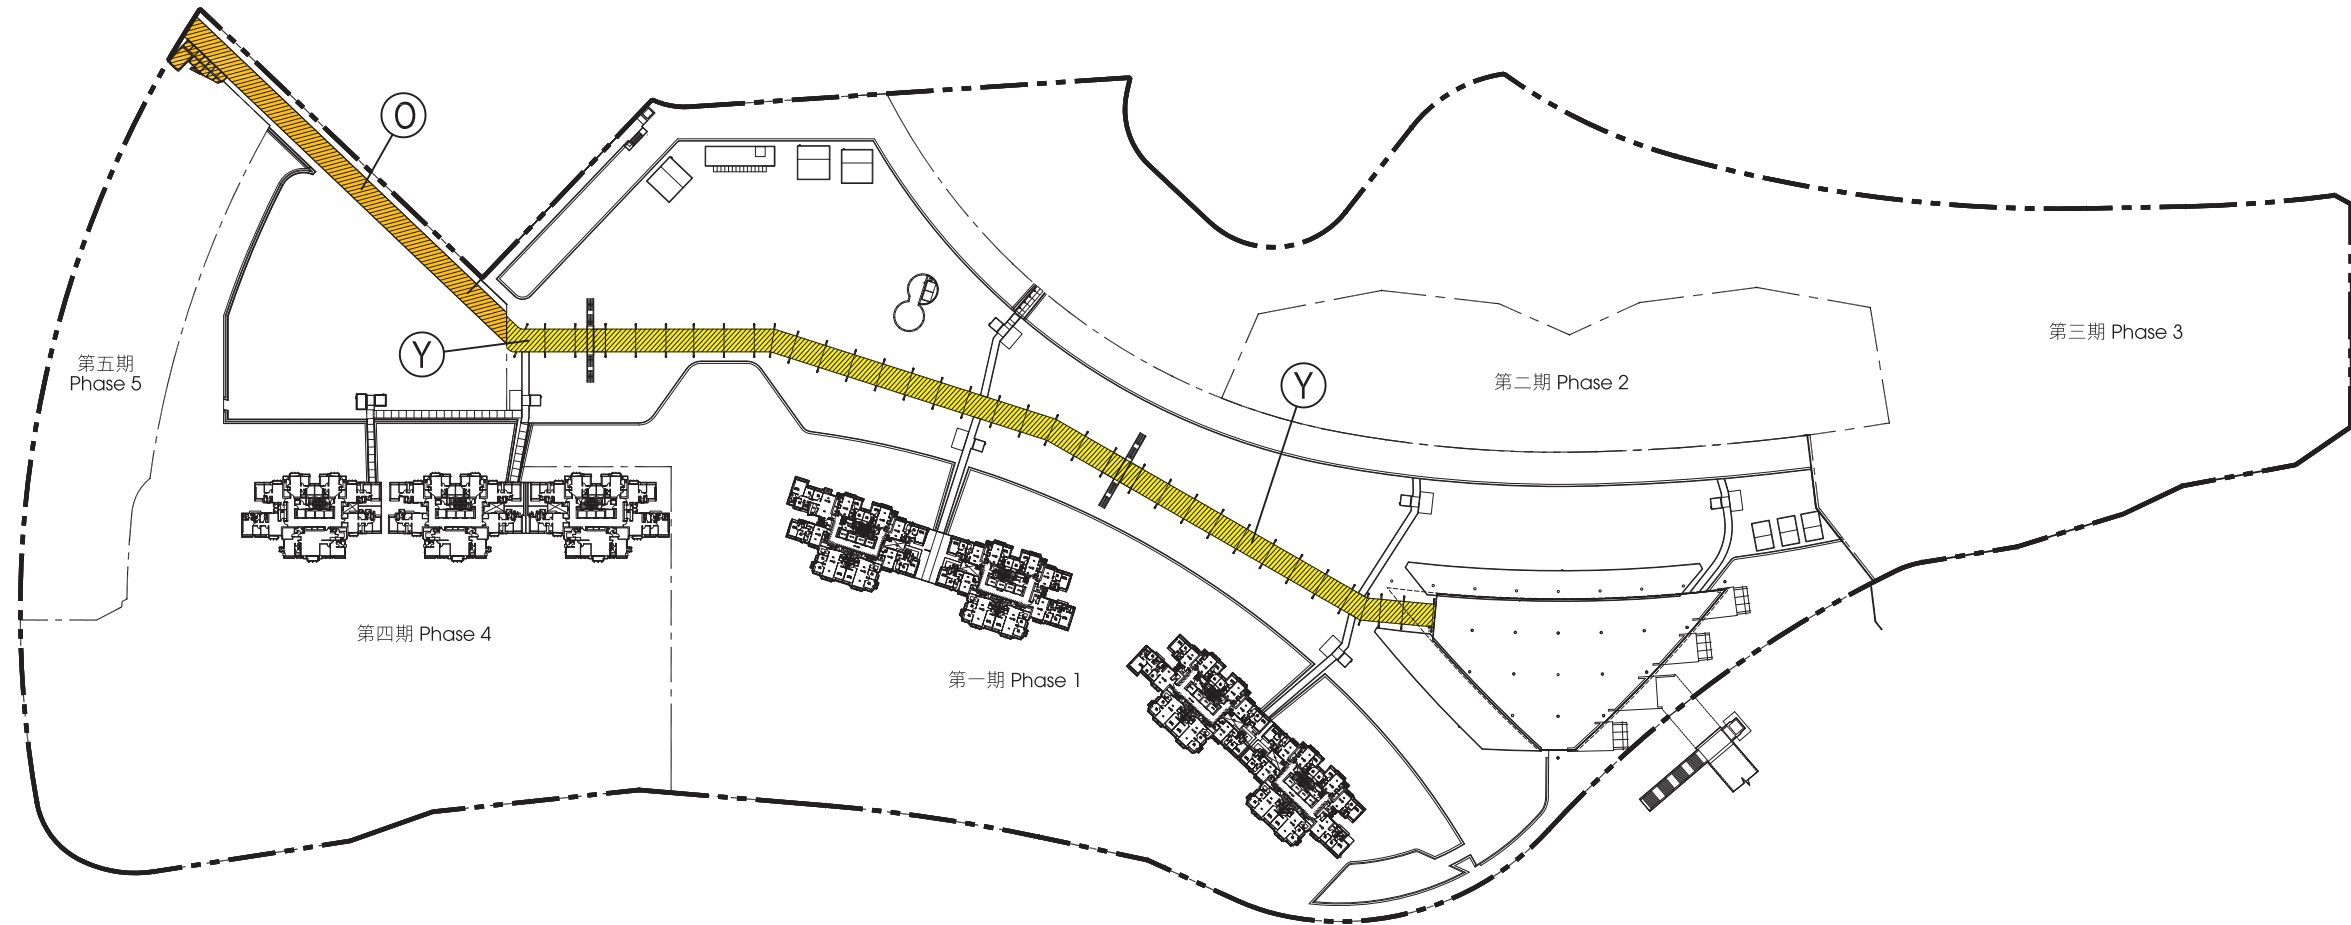 O
Y
Y
第五期
Phase 5
第三期 Phase 3
第二期 Phase 2
第四期 Phase 4
第一期 Phase 1